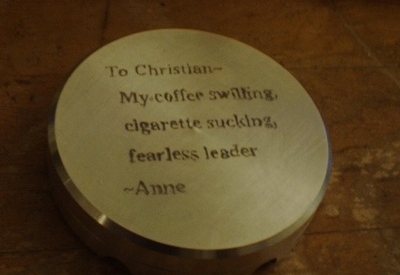 To Christian~
My coffee swilling,
cigarette sucking,
fearless leader
~Anne